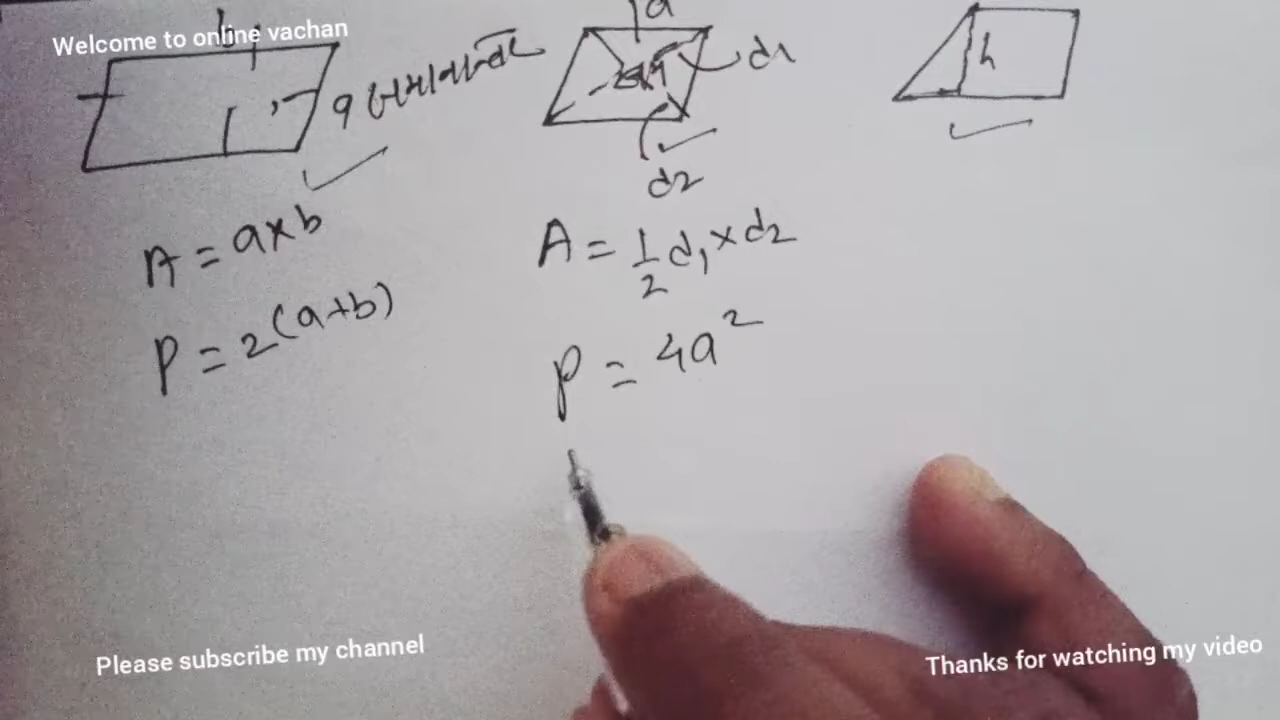 Welcome to online vachan
b
a
d1
h
d2
A = a×b
A = 1/2 d1×d2
P = 2(a+b)
P = 4a²
Please subscribe my channel
Thanks for watching my video